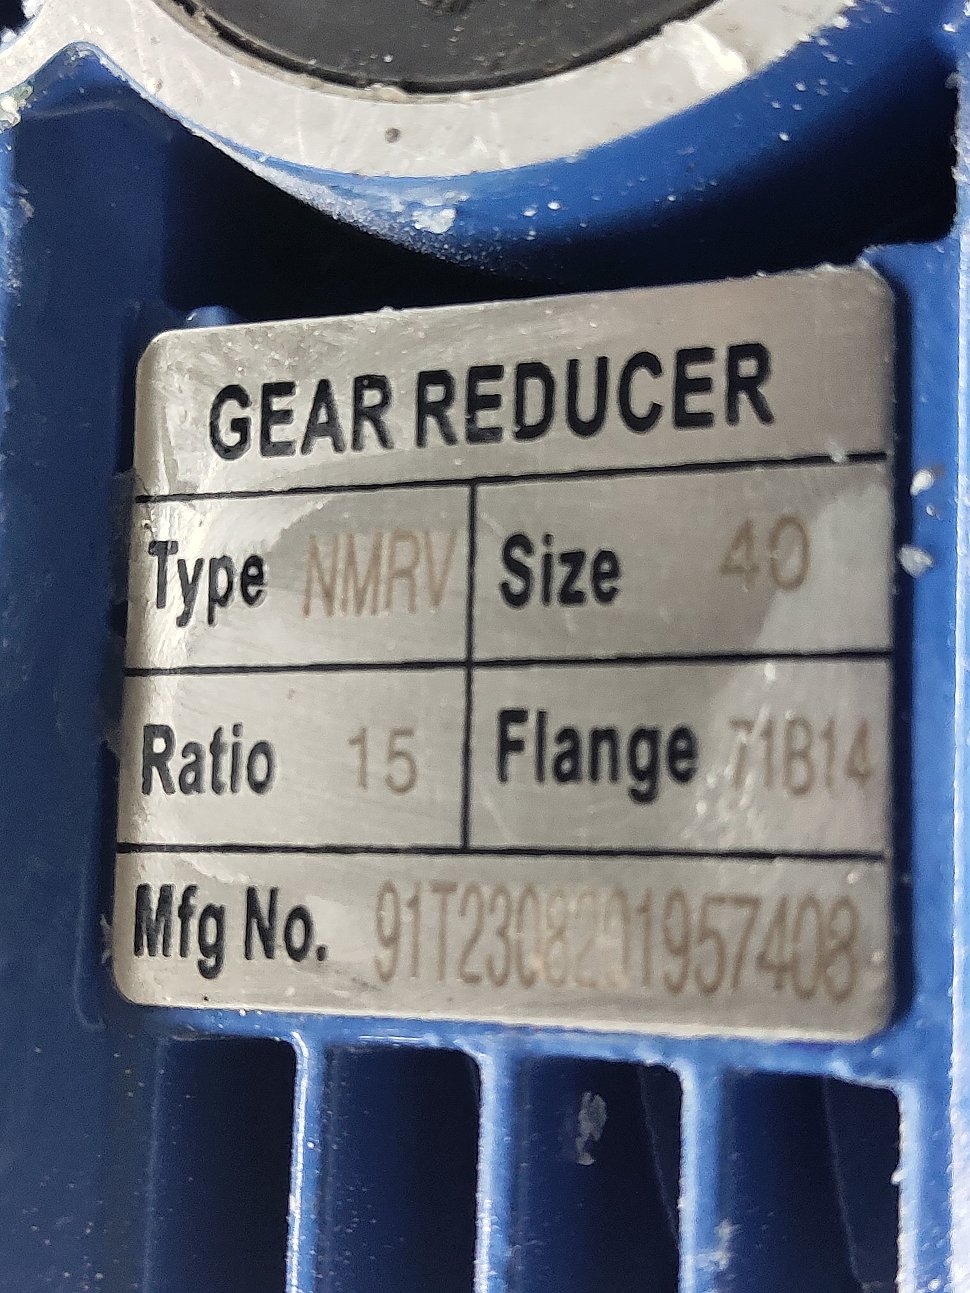 GEAR REDUCER
Type NMRV Size 40
Ratio 15 Flange 71B14
Mfg No. 91T2308201957408